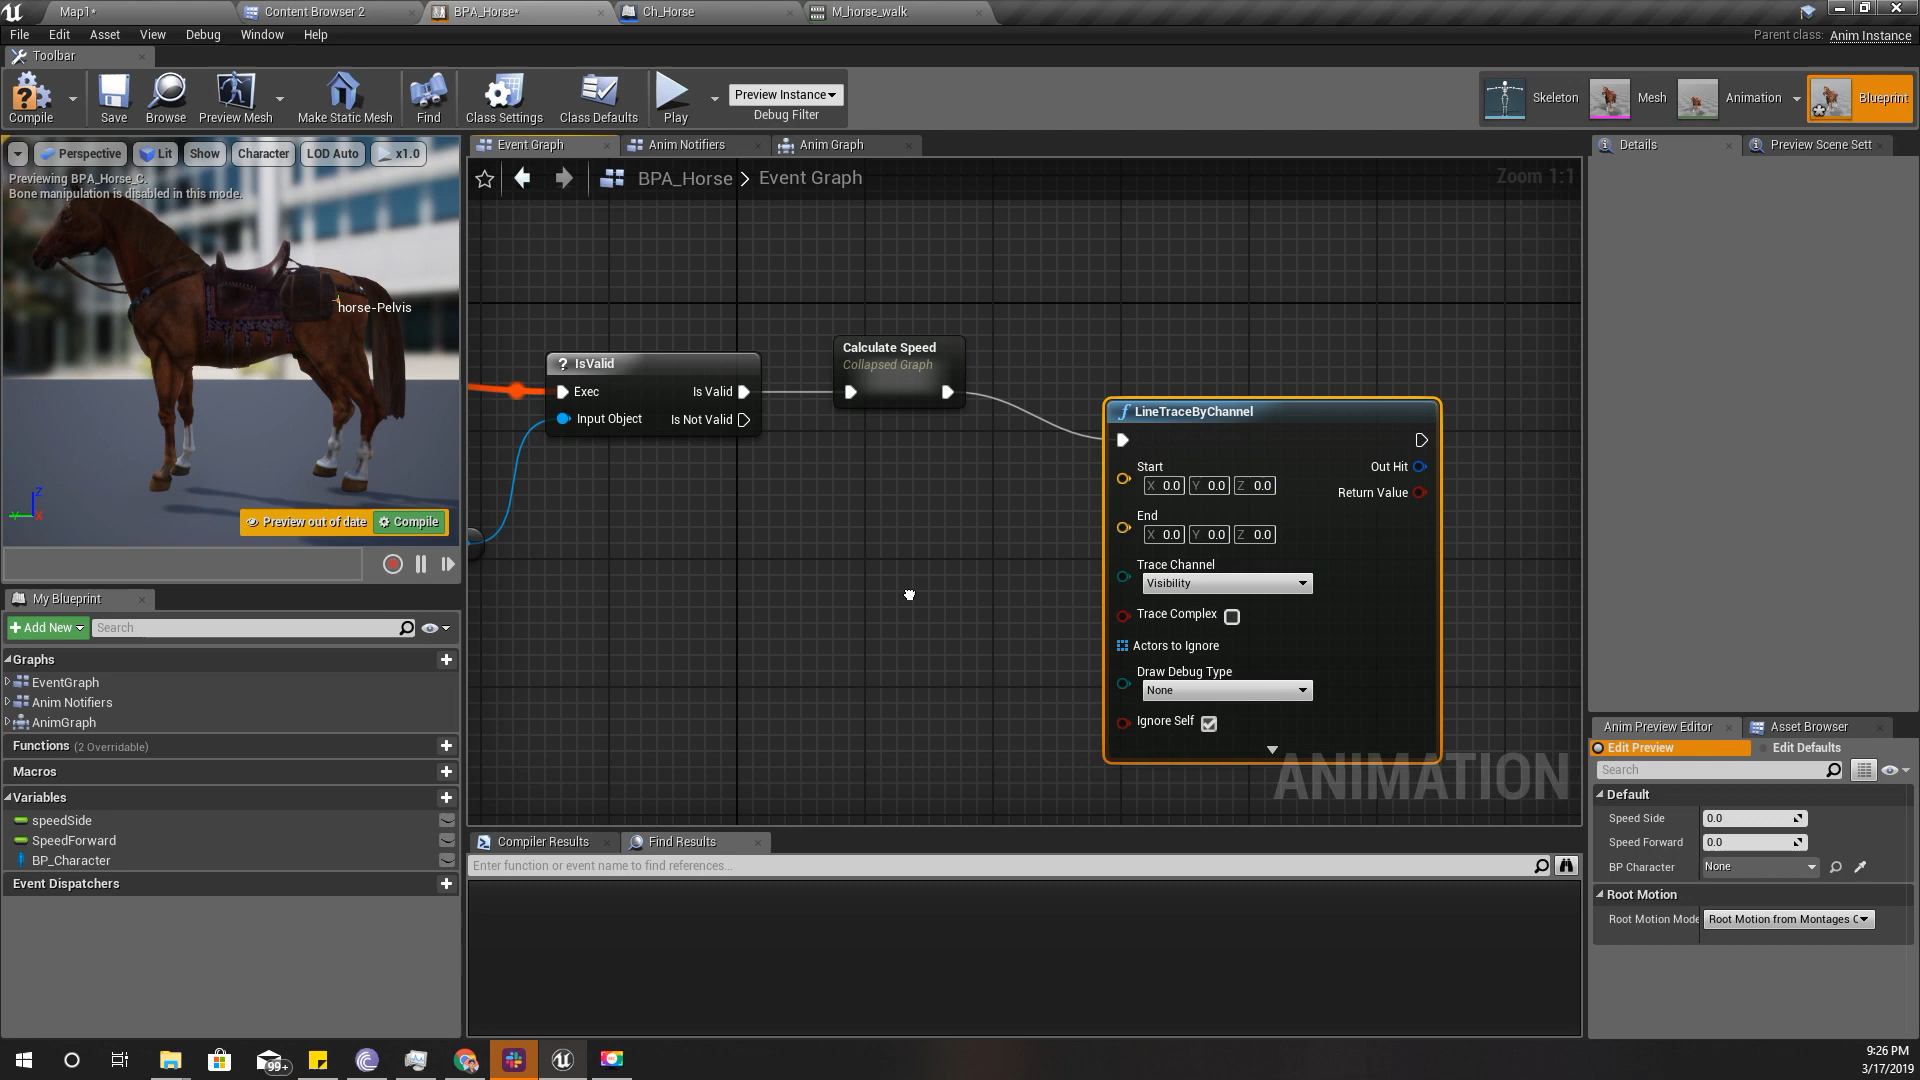 Map1*
Content Browser 2
BPA_Horse*
Ch_Horse
M_horse_walk
File Edit Asset View Debug Window Help
Parent class: Anim Instance
Toolbar
Compile
Save
Browse
Preview Mesh
Make Static Mesh
Find
Class Settings
Class Defaults
Play
Preview Instance
Debug Filter
Skeleton
Mesh
Animation
Blueprint
Perspective
Lit
Show
Character
LOD Auto
x1.0
Previewing BPA_Horse_C.
Bone manipulation is disabled in this mode.
horse-Pelvis
Z
Y
X
Preview out of date
Compile
Event Graph
Anim Notifiers
Anim Graph
BPA_Horse > Event Graph
Zoom 1:1
? IsValid
Exec
Is Valid
Input Object
Is Not Valid
Calculate Speed
Collapsed Graph
f LineTraceByChannel
Start
X 0.0 Y 0.0 Z 0.0
Out Hit
Return Value
End
X 0.0 Y 0.0 Z 0.0
Trace Channel
Visibility
Trace Complex
Actors to Ignore
Draw Debug Type
None
Ignore Self
ANIMATION
My Blueprint
Add New
Search
Graphs
EventGraph
Anim Notifiers
AnimGraph
Functions (2 Overridable)
Macros
Variables
speedSide
SpeedForward
BP_Character
Event Dispatchers
Compiler Results
Find Results
Enter function or event name to find references...
Details
Preview Scene Sett
Anim Preview Editor
Asset Browser
Edit Preview
Edit Defaults
Search
Default
Speed Side 0.0
Speed Forward 0.0
BP Character None
Root Motion
Root Motion Mode Root Motion from Montages O
99+
9:26 PM
3/17/2019